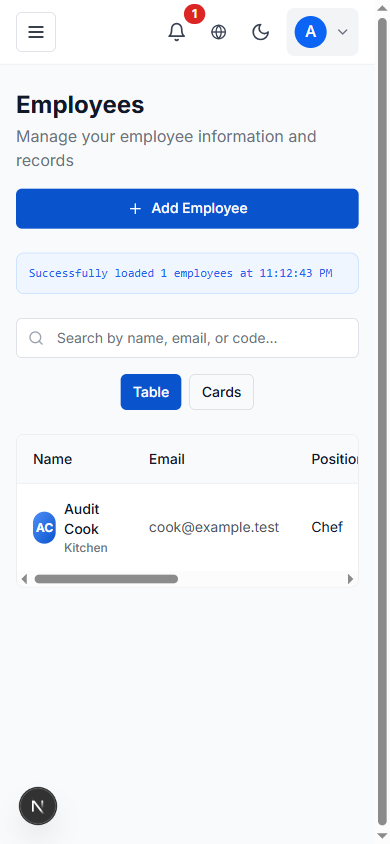 1
A
Employees
Manage your employee information and
records
+ Add Employee
Successfully loaded 1 employees at 11:12:43 PM
Search by name, email, or code...
Table Cards
Name Email Position
AC Audit
Cook
Kitchen
cook@example.test Chef
N